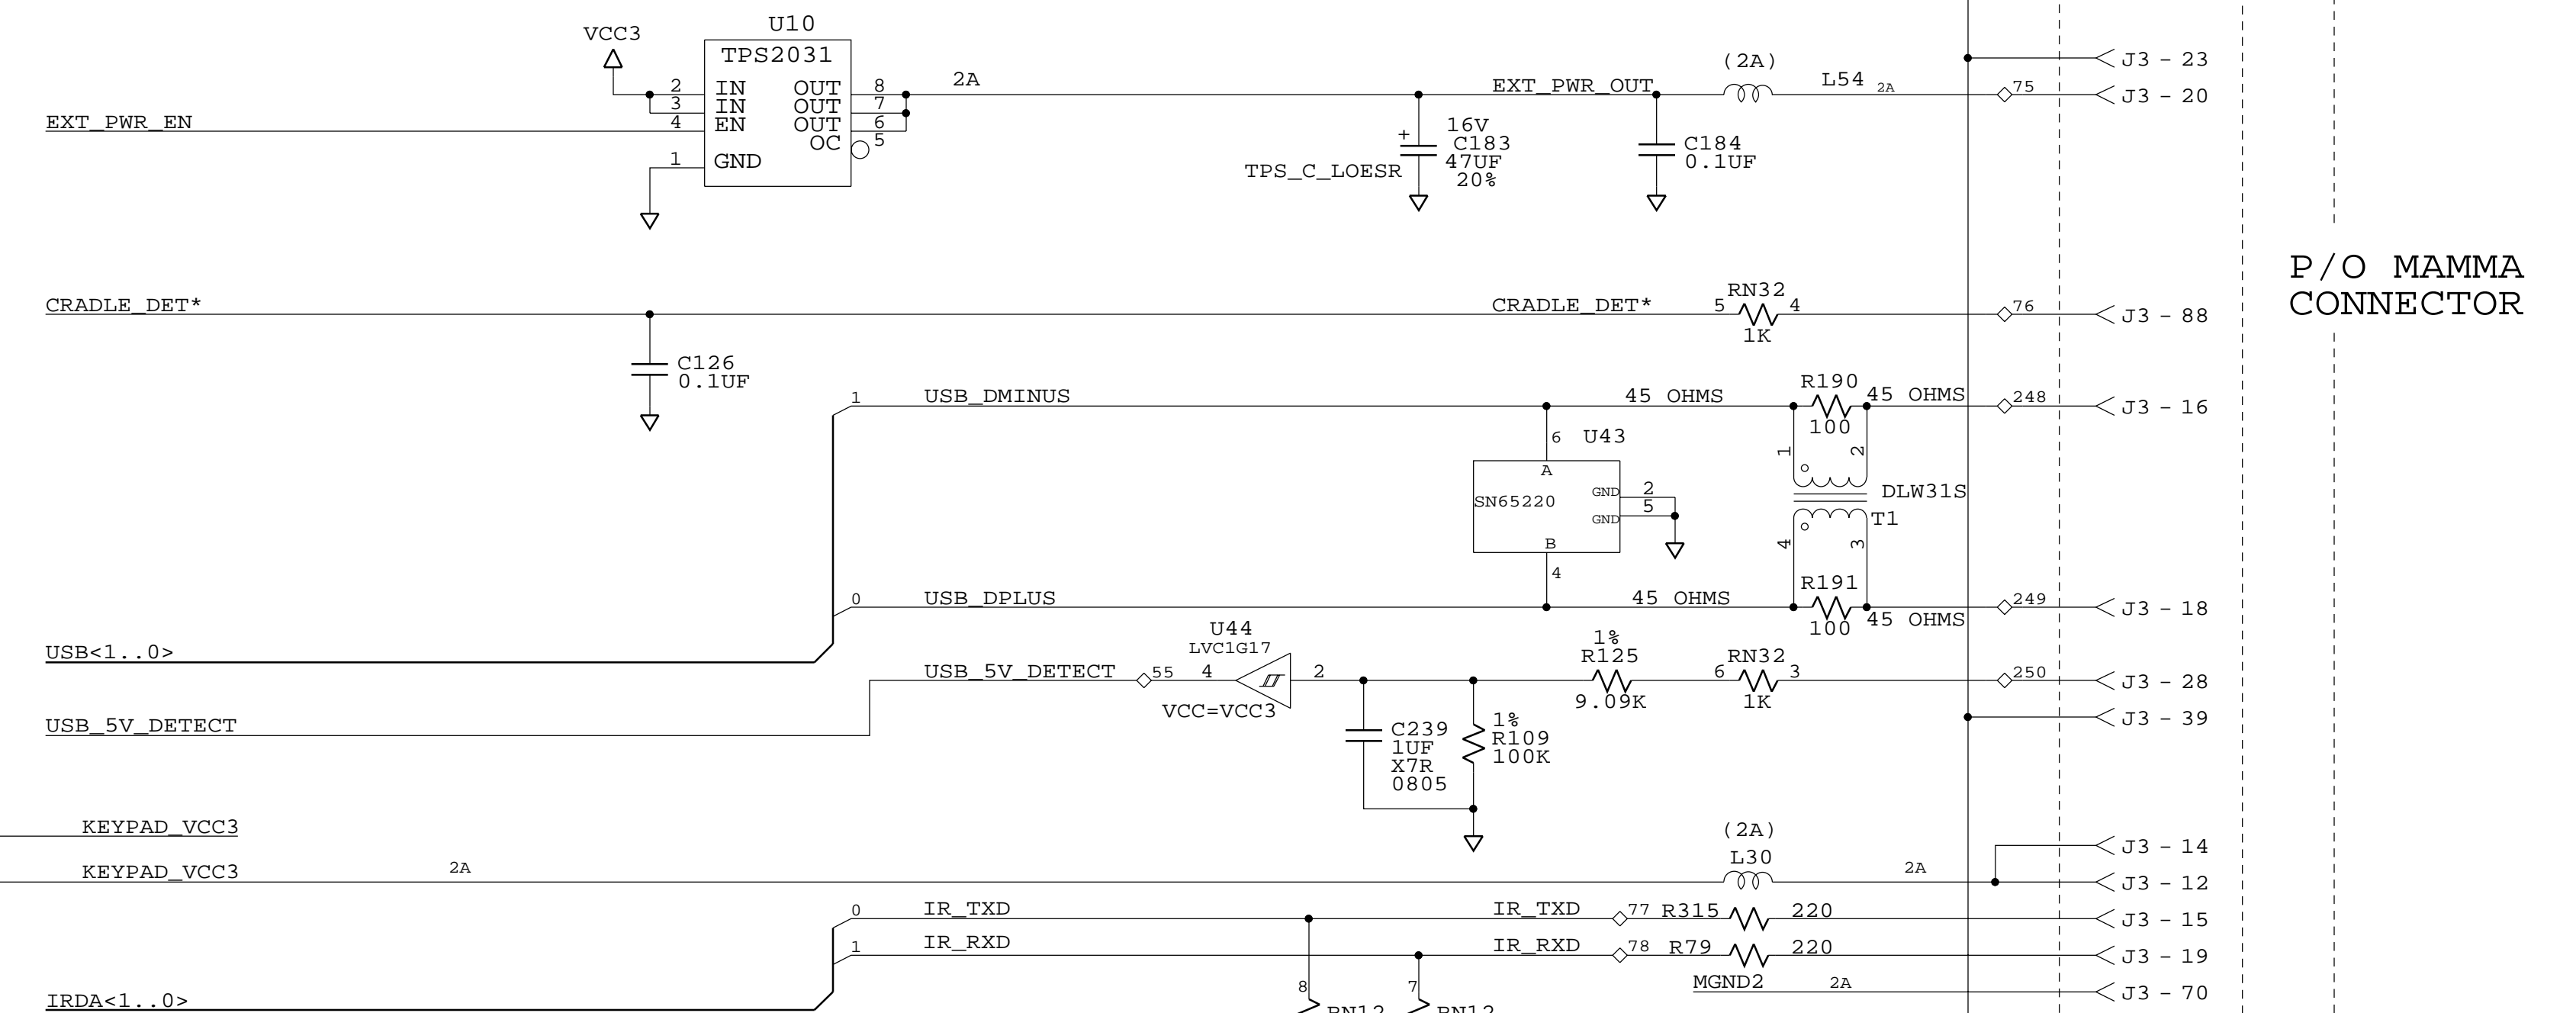 U10
VCC3
TPS2031
2 IN OUT 8
3 IN OUT 7
4 EN OUT 6
OC 5
1 GND
EXT_PWR_EN
2A
EXT_PWR_OUT
(2A)
L54 2A
75
J3 - 23
J3 - 20
+
16V
C183
47UF
20%
TPS_C_LOESR
C184
0.1UF
P/O MAMMA
CONNECTOR
CRADLE_DET*
CRADLE_DET*
RN32
5 4
1K
76
J3 - 88
C126
0.1UF
1
USB_DMINUS
45 OHMS
R190
100
45 OHMS
248
J3 - 16
6
U43
A
SN65220
GND 2
GND 5
B
4
1 2
DLW31S
T1
4 3
0
USB_DPLUS
45 OHMS
R191
100
45 OHMS
249
J3 - 18
USB<1..0>
U44
LVC1G17
USB_5V_DETECT
55
4
2
VCC=VCC3
1%
R125
9.09K
RN32
6 3
1K
250
J3 - 28
J3 - 39
USB_5V_DETECT
C239
1UF
X7R
0805
1%
R109
100K
KEYPAD_VCC3
KEYPAD_VCC3
2A
(2A)
L30
2A
J3 - 14
J3 - 12
0
IR_TXD
IR_TXD
77
R315
220
J3 - 15
1
IR_RXD
IR_RXD
78
R79
220
J3 - 19
MGND2
2A
J3 - 70
IRDA<1..0>
8
RN12
7
RN12